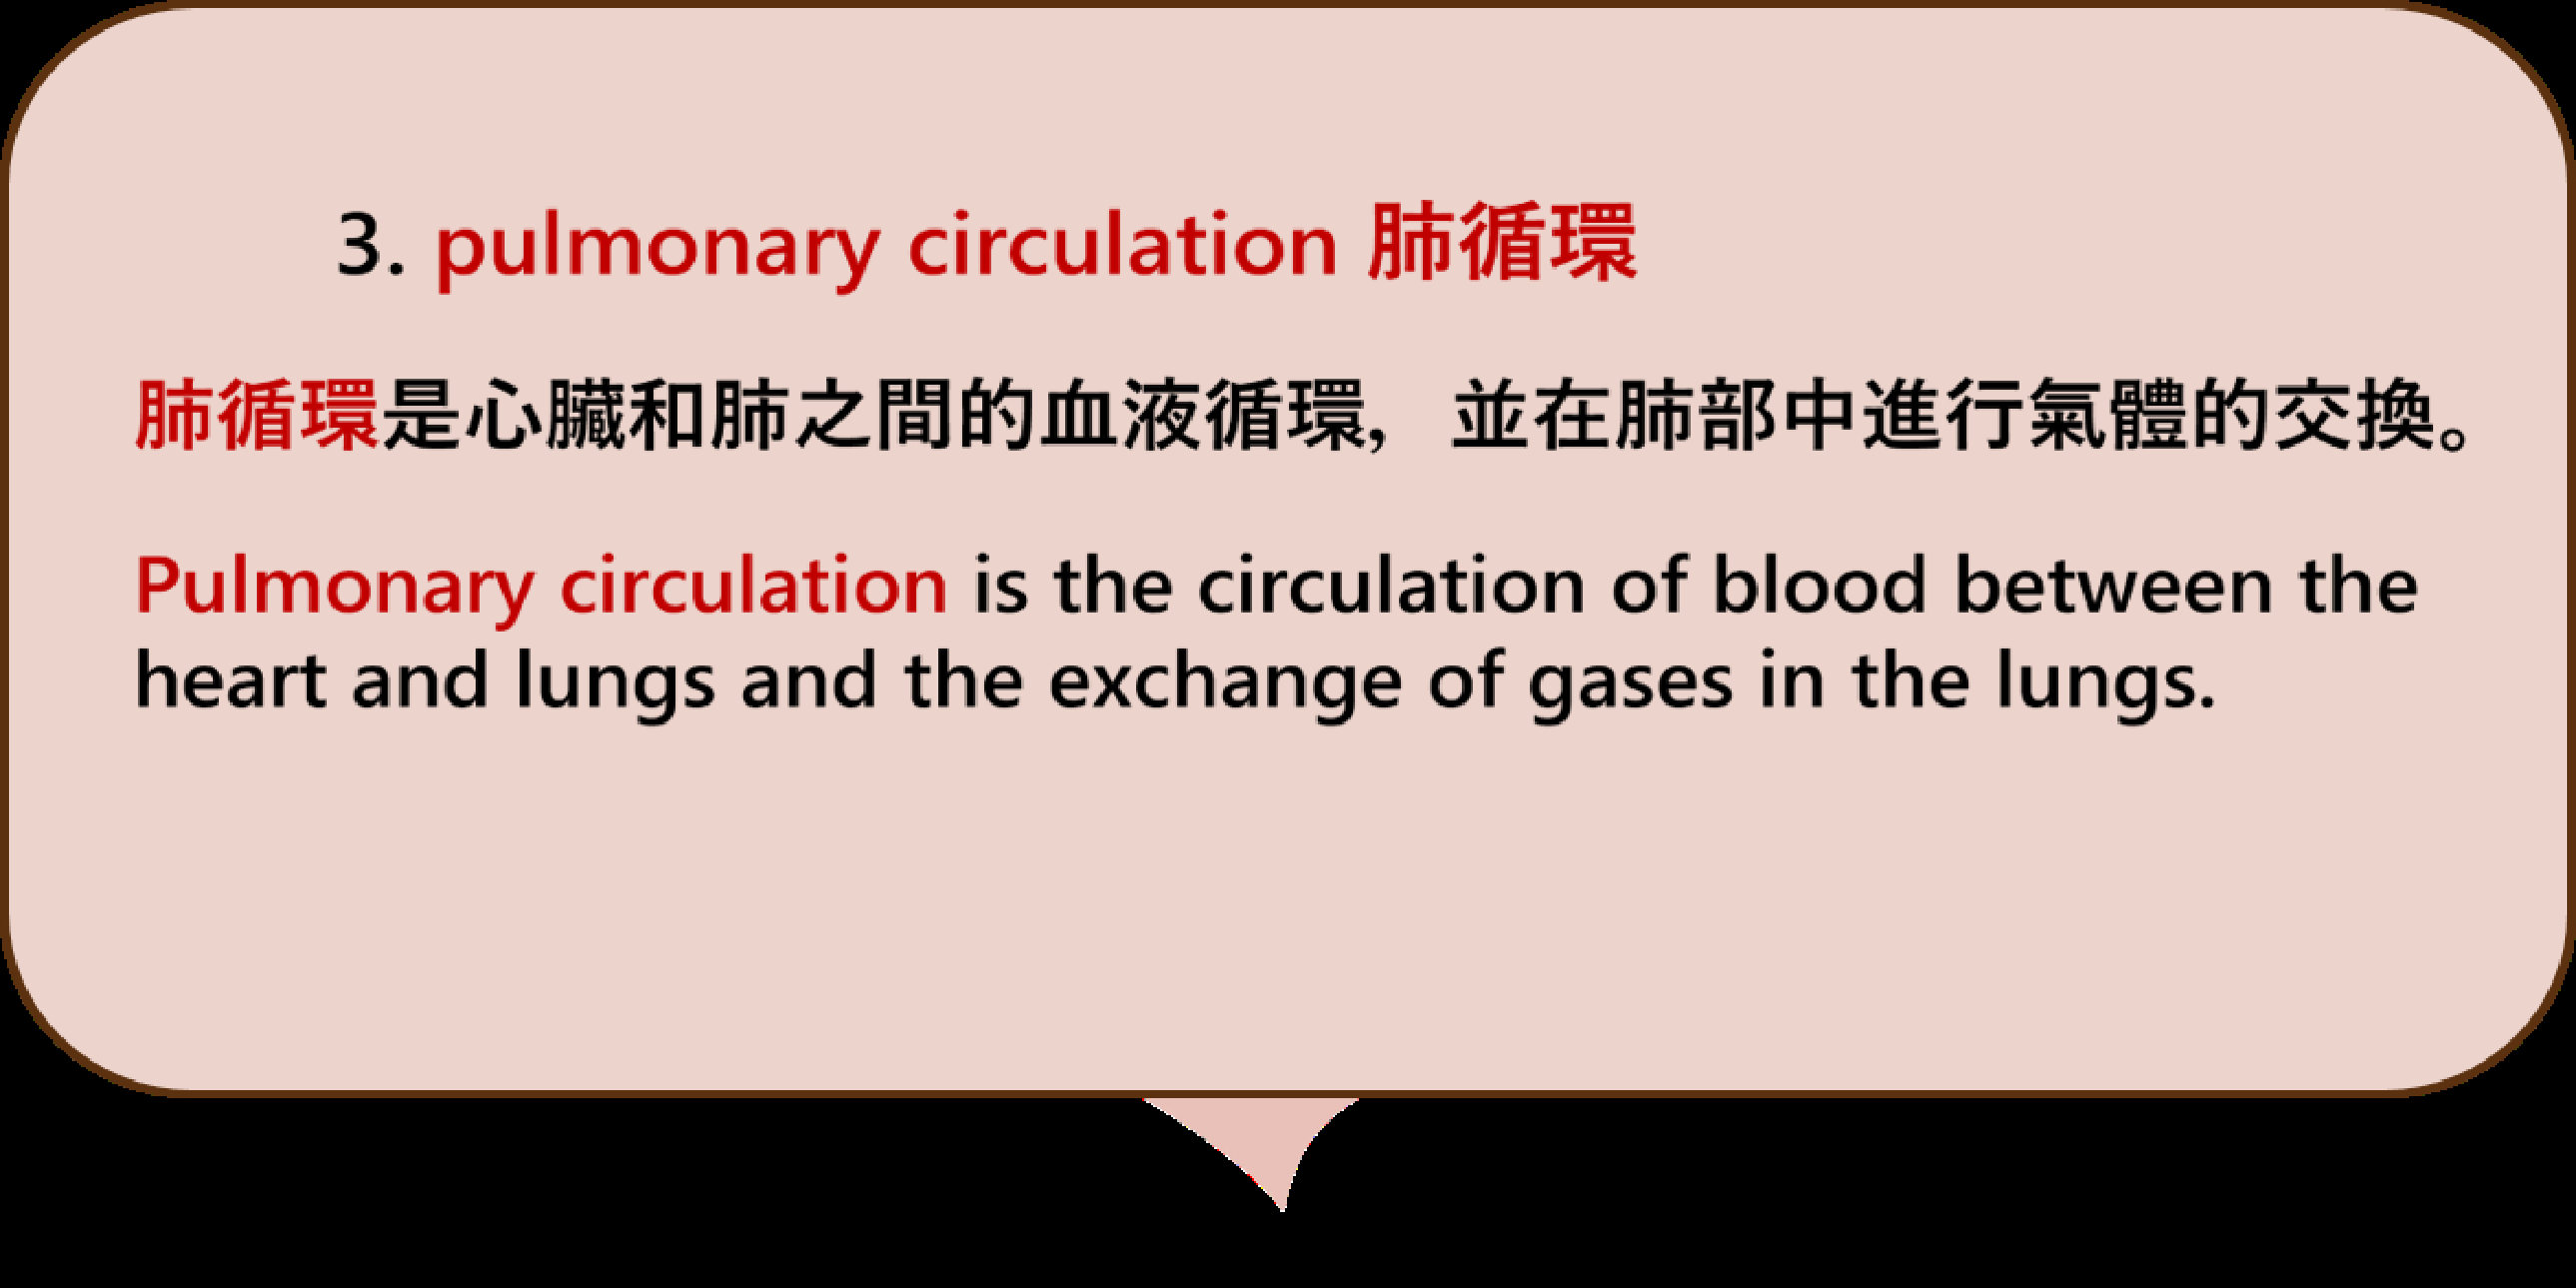 3. pulmonary circulation 肺循環
肺循環是心臟和肺之間的血液循環, 並在肺部中進行氣體的交換。
Pulmonary circulation is the circulation of blood between the
heart and lungs and the exchange of gases in the lungs.